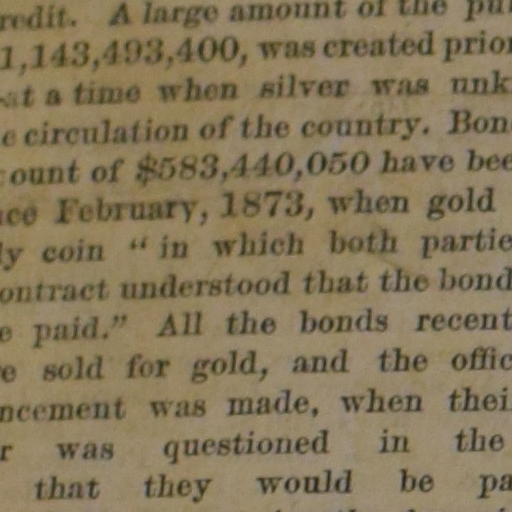 redit. A large amount of the pu
1,143,493,400, was created prior
at a time when silver was unk
e circulation of the country. Bon
ount of $583,440,050 have bee
ce February, 1873, when gold
ly coin “in which both partie
ontract understood that the bond
e paid.” All the bonds recent
e sold for gold, and the offic
ncement was made, when thei
r was questioned in the
that they would be pa